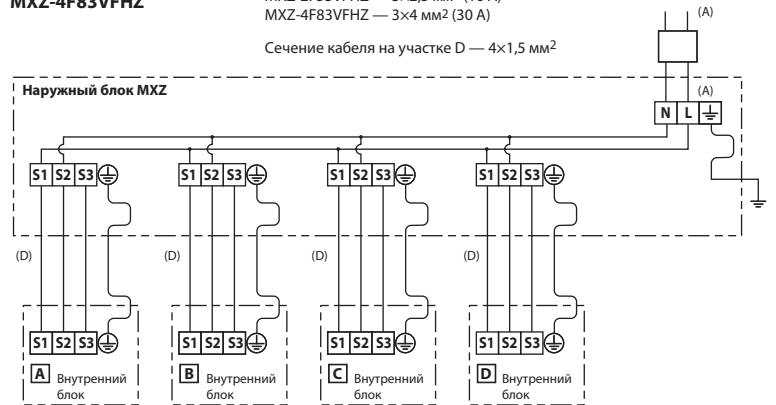 MXZ-4F83VFHZ
MXZ-4F83VFHZ — 3×4 мм² (30 А)
Сечение кабеля на участке D — 4×1,5 мм²
(A)
Наружный блок MXZ
(A)
N L
S1 S2 S3
S1 S2 S3
S1 S2 S3
S1 S2 S3
(D)
(D)
(D)
(D)
S1 S2 S3
S1 S2 S3
S1 S2 S3
S1 S2 S3
A Внутренний
блок
B Внутренний
блок
C Внутренний
блок
D Внутренний
блок